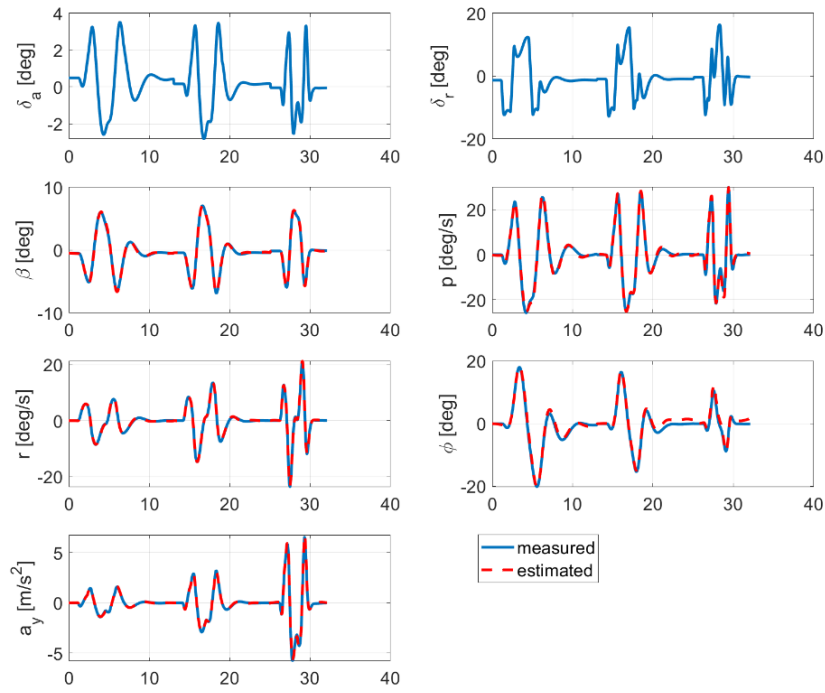 δa [deg]
4
2
0
-2
0 10 20 30 40
δr [deg]
20
0
-20
0 10 20 30 40
β [deg]
10
0
-10
0 10 20 30 40
p [deg/s]
20
0
-20
0 10 20 30 40
r [deg/s]
20
0
-20
0 10 20 30 40
ϕ [deg]
20
0
-20
0 10 20 30 40
ay [m/s²]
5
0
-5
0 10 20 30 40
measured
estimated